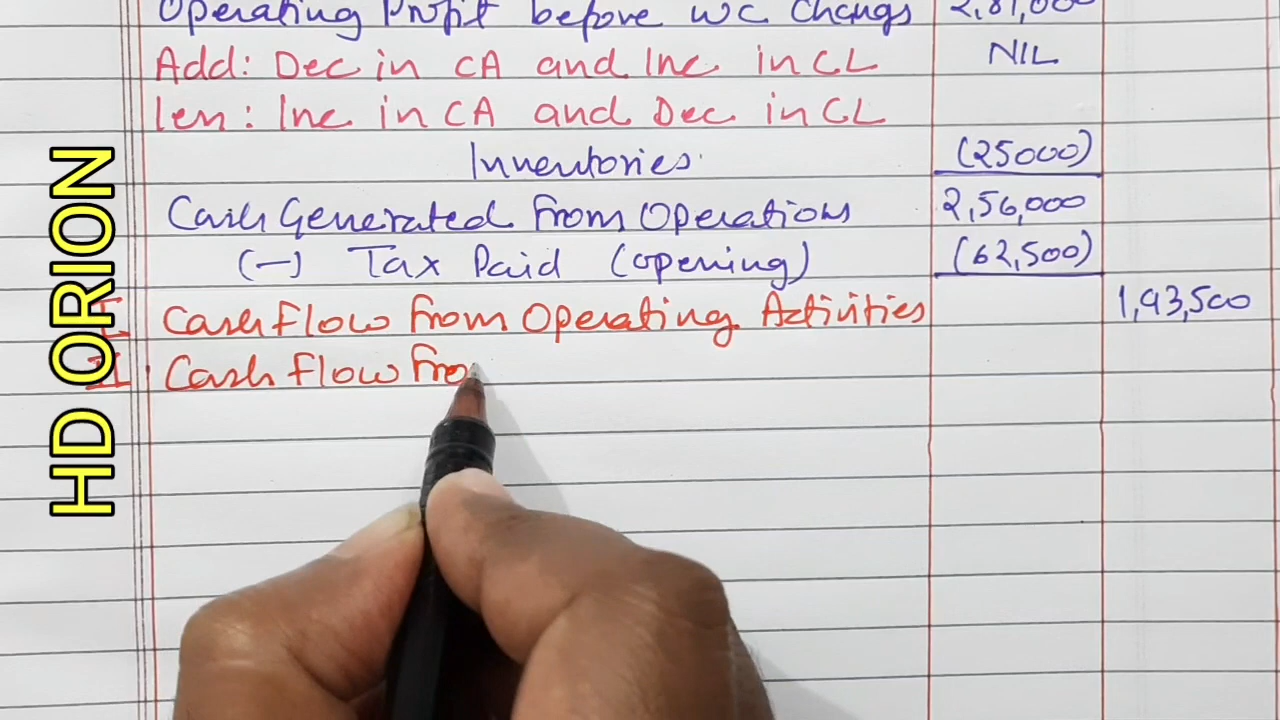 Operating Profit before WC Changs 2,81,000
Add: Dec in CA and Inc in CL NIL
less: Inc in CA and Dec in CL
Inventories (25000)
Cash Generated From Operations 2,56,000
(-) Tax Paid (opening) (62,500)
I Cash flow from Operating Activities 1,93,500
II Cash flow Fro
HD ORION